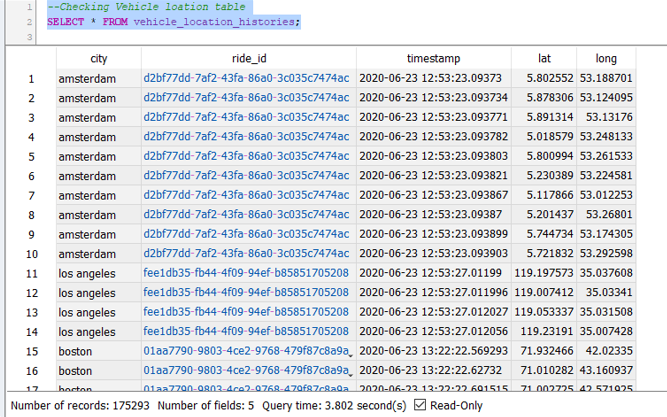 1 --Checking Vehicle loation table
2 SELECT * FROM vehicle_location_histories;
3
city ride_id timestamp lat long
1 amsterdam d2bf77dd-7af2-43fa-86a0-3c035c7474ac 2020-06-23 12:53:23.09373 5.802552 53.188701
2 amsterdam d2bf77dd-7af2-43fa-86a0-3c035c7474ac 2020-06-23 12:53:23.093734 5.878306 53.124095
3 amsterdam d2bf77dd-7af2-43fa-86a0-3c035c7474ac 2020-06-23 12:53:23.093771 5.891314 53.13176
4 amsterdam d2bf77dd-7af2-43fa-86a0-3c035c7474ac 2020-06-23 12:53:23.093782 5.018579 53.248133
5 amsterdam d2bf77dd-7af2-43fa-86a0-3c035c7474ac 2020-06-23 12:53:23.093803 5.800994 53.261533
6 amsterdam d2bf77dd-7af2-43fa-86a0-3c035c7474ac 2020-06-23 12:53:23.093821 5.230389 53.224581
7 amsterdam d2bf77dd-7af2-43fa-86a0-3c035c7474ac 2020-06-23 12:53:23.093867 5.117866 53.012253
8 amsterdam d2bf77dd-7af2-43fa-86a0-3c035c7474ac 2020-06-23 12:53:23.09387 5.201437 53.26801
9 amsterdam d2bf77dd-7af2-43fa-86a0-3c035c7474ac 2020-06-23 12:53:23.093899 5.744734 53.174305
10 amsterdam d2bf77dd-7af2-43fa-86a0-3c035c7474ac 2020-06-23 12:53:23.093903 5.721832 53.292598
11 los angeles fee1db35-fb44-4f09-94ef-b85851705208 2020-06-23 12:53:27.01199 119.197573 35.037608
12 los angeles fee1db35-fb44-4f09-94ef-b85851705208 2020-06-23 12:53:27.011996 119.007412 35.03341
13 los angeles fee1db35-fb44-4f09-94ef-b85851705208 2020-06-23 12:53:27.012027 119.053337 35.031508
14 los angeles fee1db35-fb44-4f09-94ef-b85851705208 2020-06-23 12:53:27.012056 119.23191 35.007428
15 boston 01aa7790-9803-4ce2-9768-479f87c8a9a 2020-06-23 13:22:22.569293 71.932466 42.02335
16 boston 01aa7790-9803-4ce2-9768-479f87c8a9a 2020-06-23 13:22:22.62732 71.010282 43.160937
17 boston 01aa7790-9803-4ce2-9768-479f87c8a9a 2020-06-23 13:22:22.691515 71.002725 42.571925
Number of records: 175293 Number of fields: 5 Query time: 3.802 second(s) Read-Only